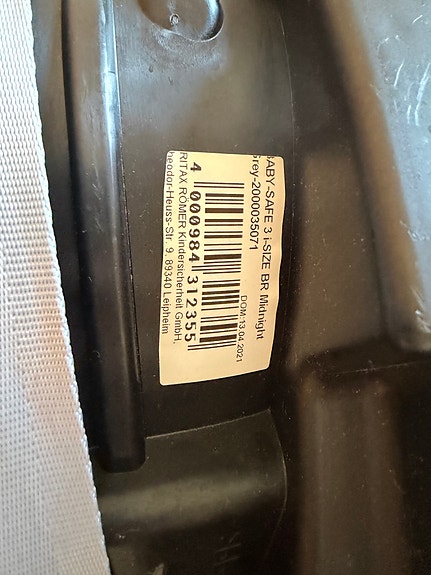 BABY-SAFE 3 i-SIZE BR Midnight
Grey-2000035071
DOM:13.04.2021
4 000984 312355
BRITAX RÖMER Kindersicherheit GmbH,
Theodor-Heuss-Str. 9, 89340 Leipheim